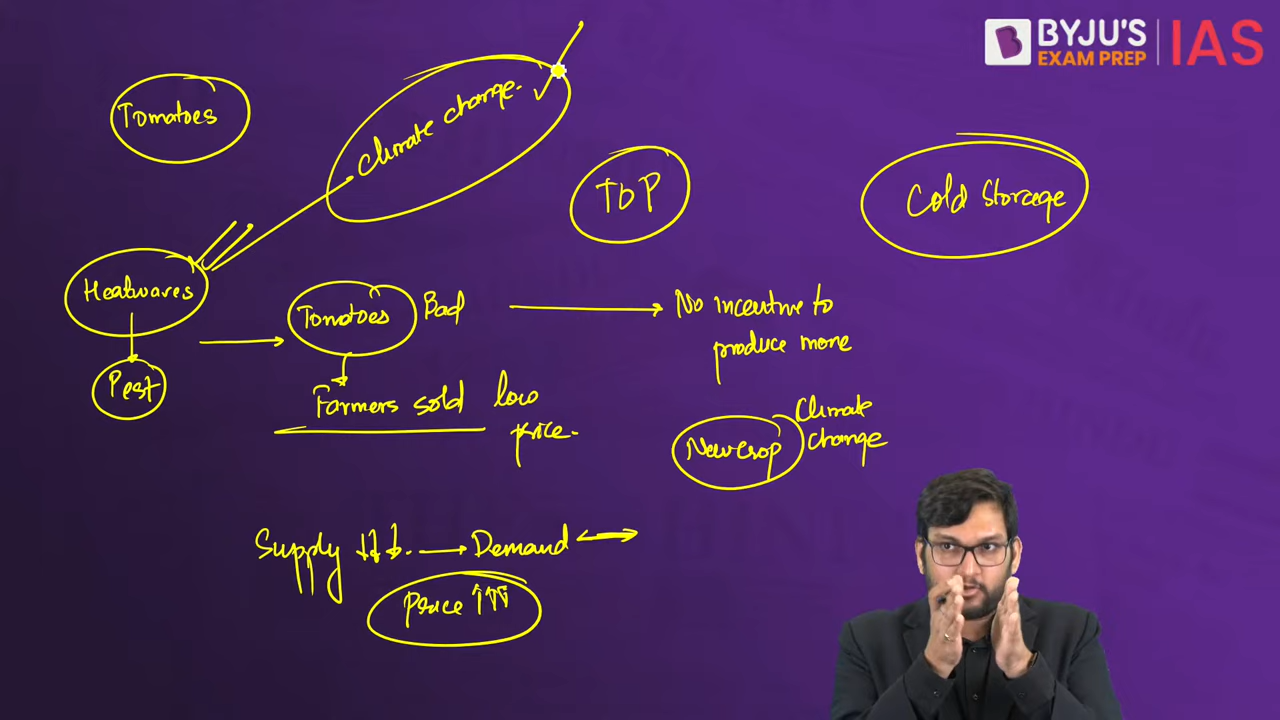 BYJU'S
EXAM PREP
IAS
Tomatoes
climate change.
TOP
Cold Storage
Heatwaves
Pest
Tomatoes Bad
No incentive to
produce more
Farmers sold low
price.
New crop
Climate
change
Supply ↓↓↓. → Demand ↔
Price ↑↑↑